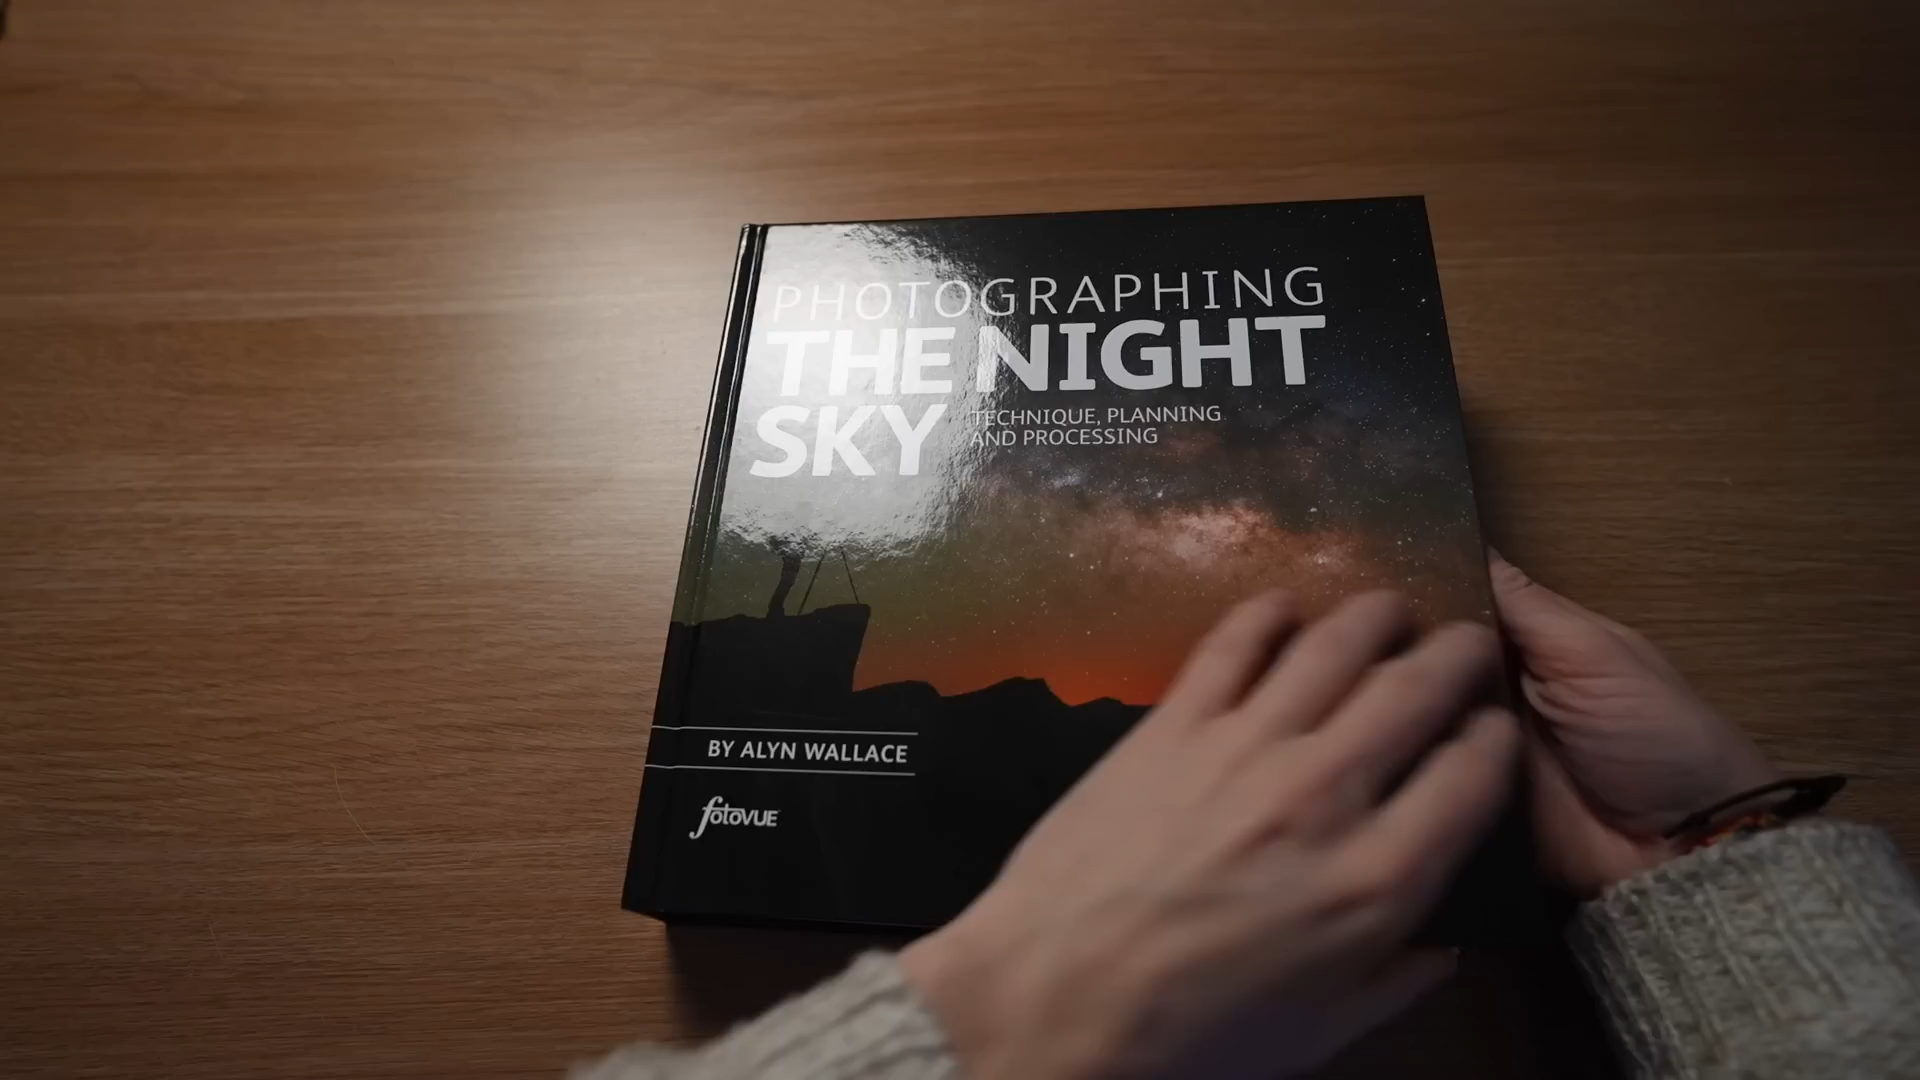 PHOTOGRAPHING
THE NIGHT
SKY
TECHNIQUE, PLANNING
AND PROCESSING
BY ALYN WALLACE
fotoVUE